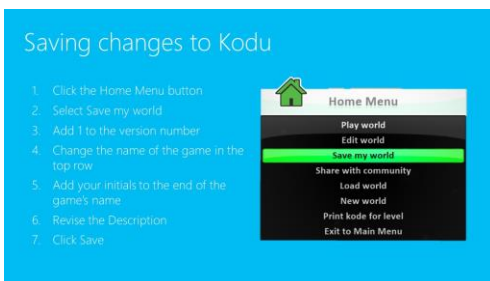 Saving changes to Kodu
1. Click the Home Menu button
2. Select Save my world
3. Add 1 to the version number
4. Change the name of the game in the
top row
5. Add your initials to the end of the
game's name
6. Revise the Description
7. Click Save
Home Menu
Play world
Edit world
Save my world
Share with community
Load world
New world
Print kode for level
Exit to Main Menu